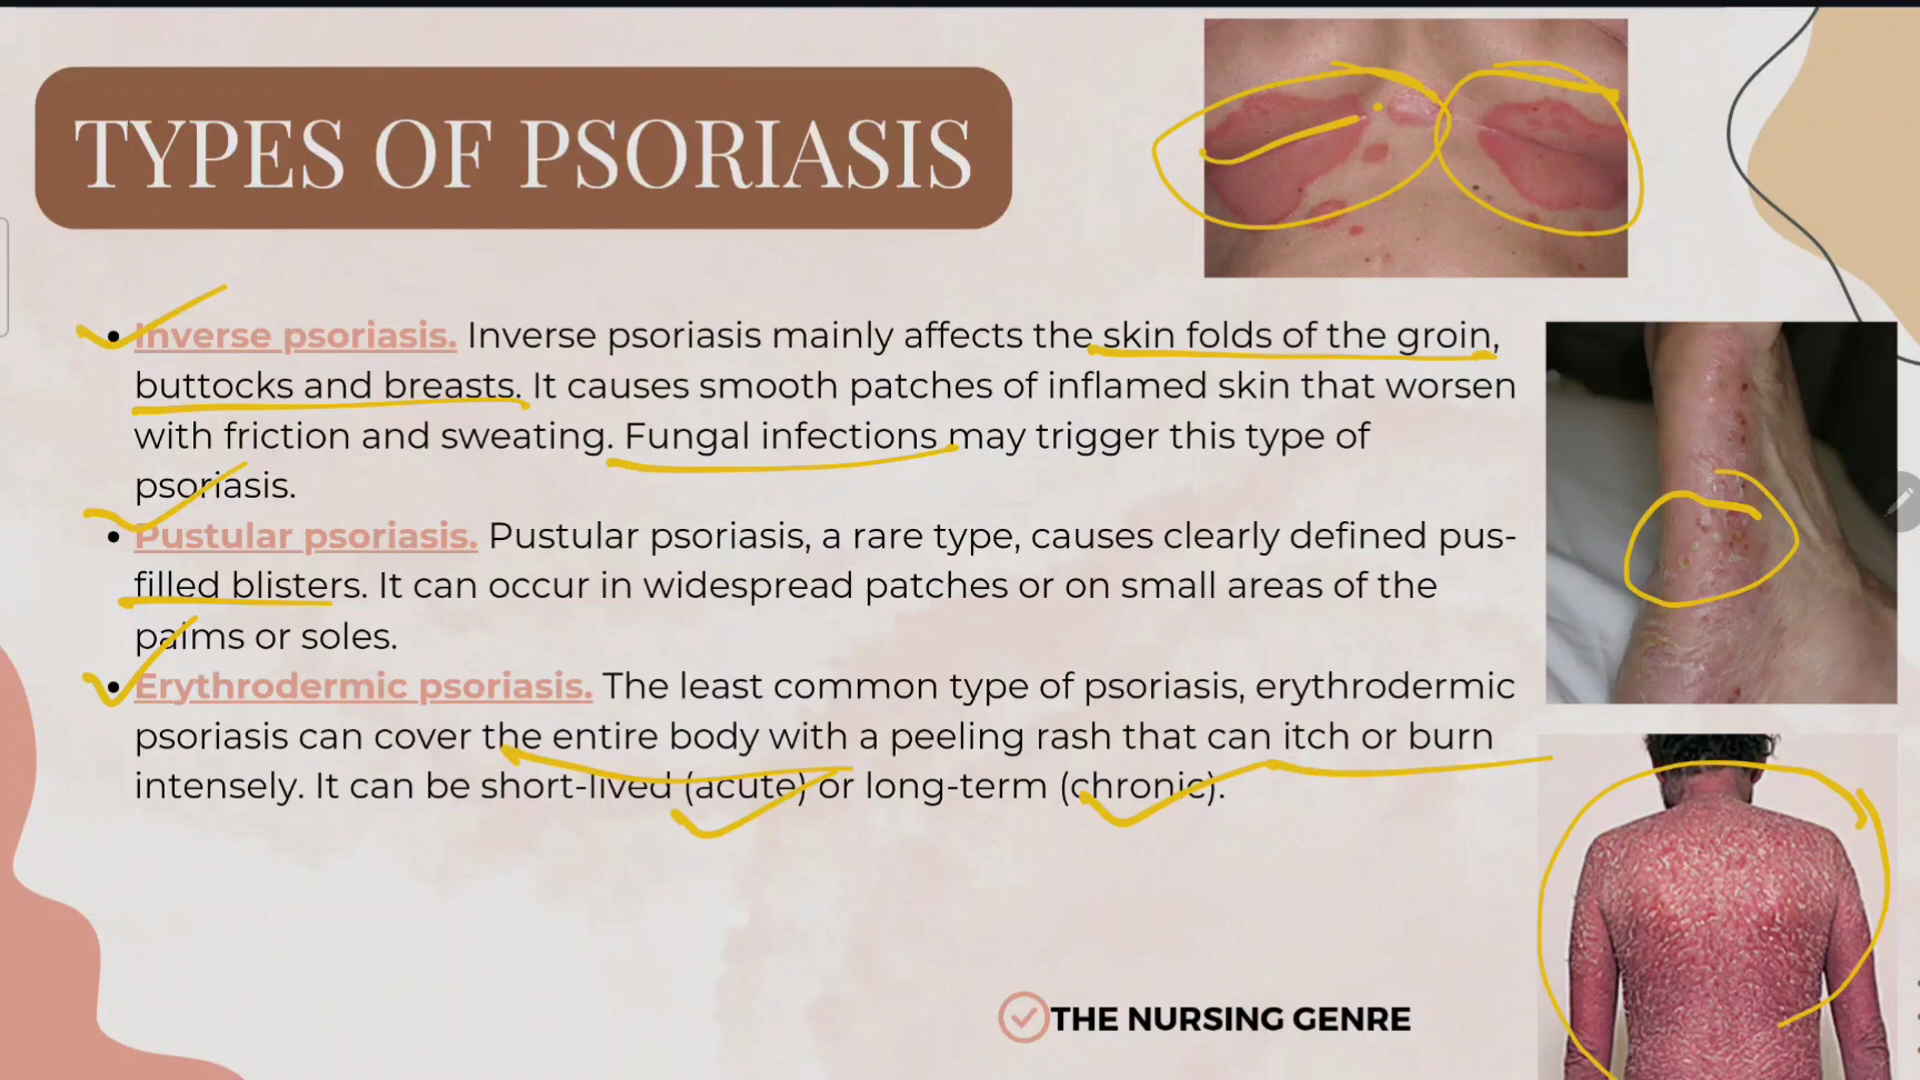 TYPES OF PSORIASIS
Inverse psoriasis. Inverse psoriasis mainly affects the skin folds of the groin,
buttocks and breasts. It causes smooth patches of inflamed skin that worsen
with friction and sweating. Fungal infections may trigger this type of
psoriasis.
Pustular psoriasis. Pustular psoriasis, a rare type, causes clearly defined pus-
filled blisters. It can occur in widespread patches or on small areas of the
palms or soles.
Erythrodermic psoriasis. The least common type of psoriasis, erythrodermic
psoriasis can cover the entire body with a peeling rash that can itch or burn
intensely. It can be short-lived (acute) or long-term (chronic).
THE NURSING GENRE